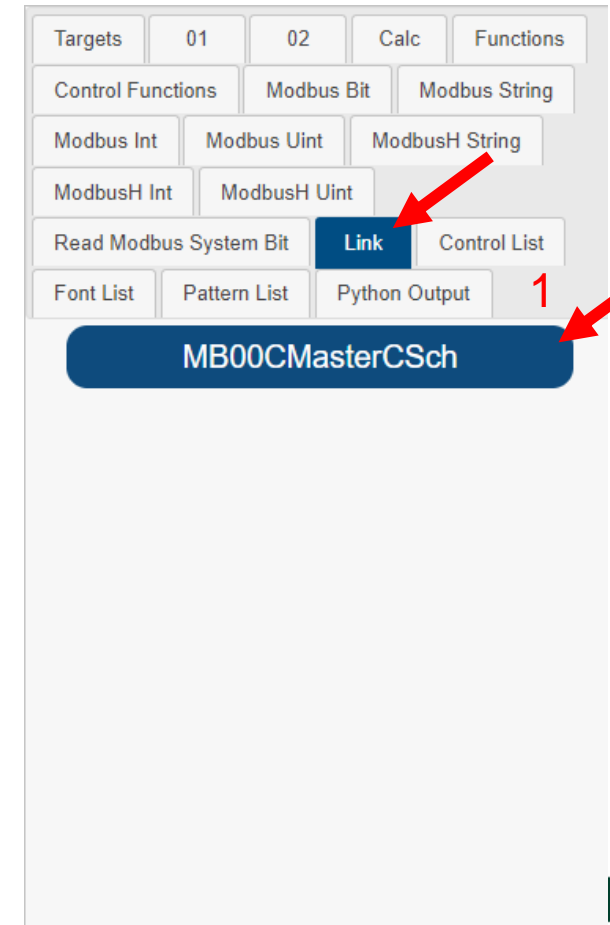 Targets 01 02 Calc Functions
Control Functions Modbus Bit Modbus String
Modbus Int Modbus Uint ModbusH String
ModbusH Int ModbusH Uint
Read Modbus System Bit Link Control List
Font List Pattern List Python Output 1
MB00CMasterCSch